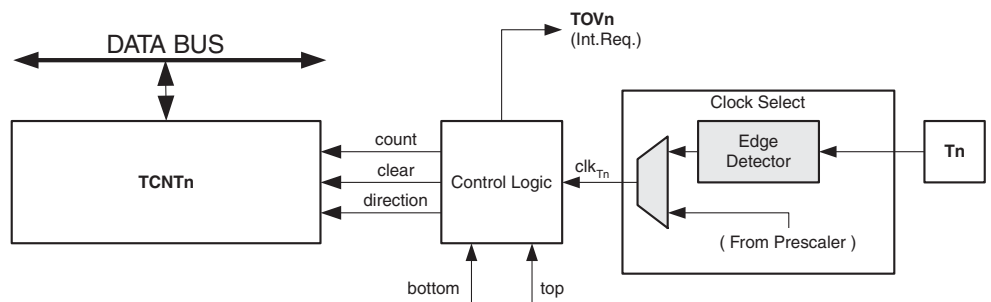 TOVn
(Int.Req.)
DATA BUS
Clock Select
count
Edge
Detector
Tn
TCNTn
clear
Control Logic
clkTn
direction
( From Prescaler )
bottom
top